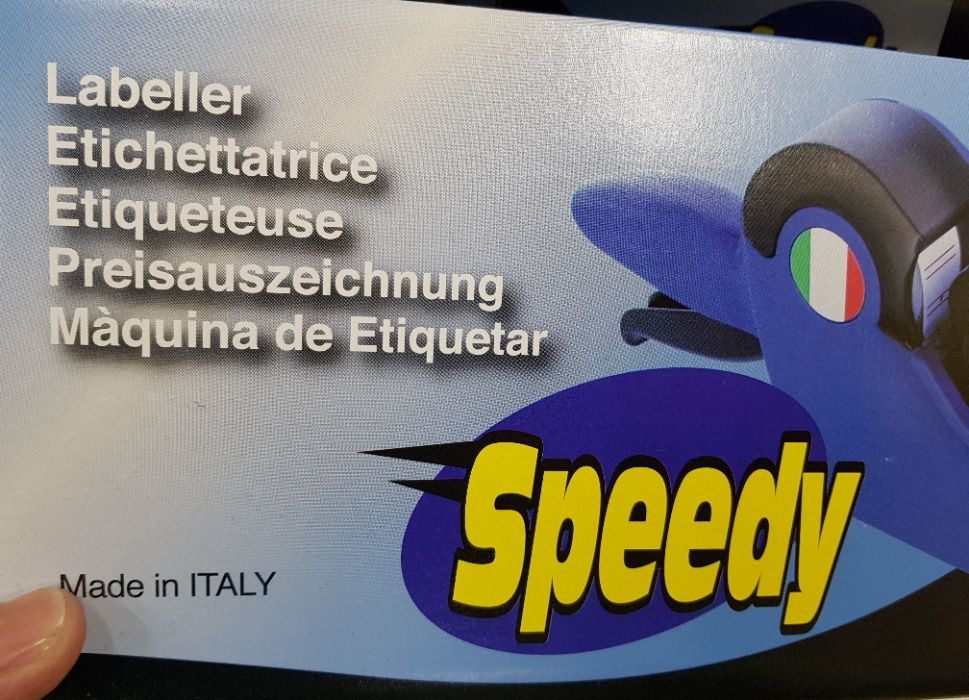 Labeller
Etichettatrice
Etiqueteuse
Preisauszeichnung
Màquina de Etiquetar
Speedy
Made in ITALY